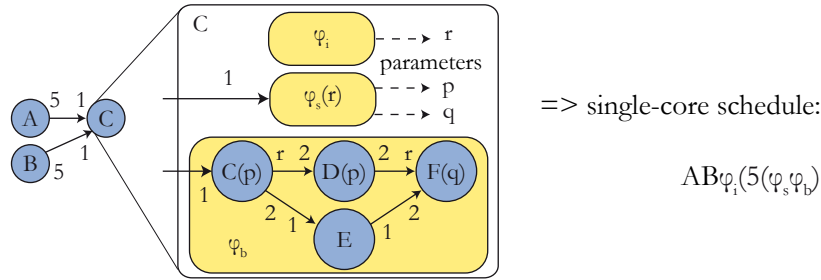 C
φi
r
parameters
1
φs(r)
p
q
5
1
A
C
B
5
1
=> single-core schedule:
ABφi(5(φsφb)
r
2
2
r
C(p)
D(p)
F(q)
1
2
1
E
1
2
φb